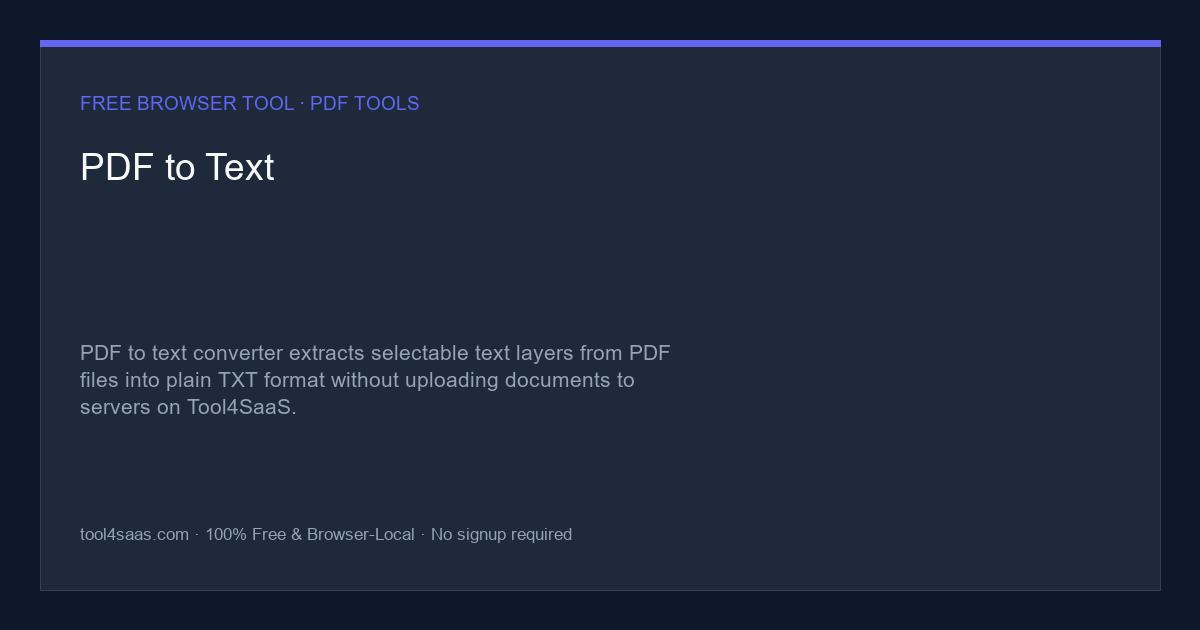 FREE BROWSER TOOL · PDF TOOLS
PDF to Text
PDF to text converter extracts selectable text layers from PDF
files into plain TXT format without uploading documents to
servers on Tool4SaaS.
tool4saas.com · 100% Free & Browser-Local · No signup required